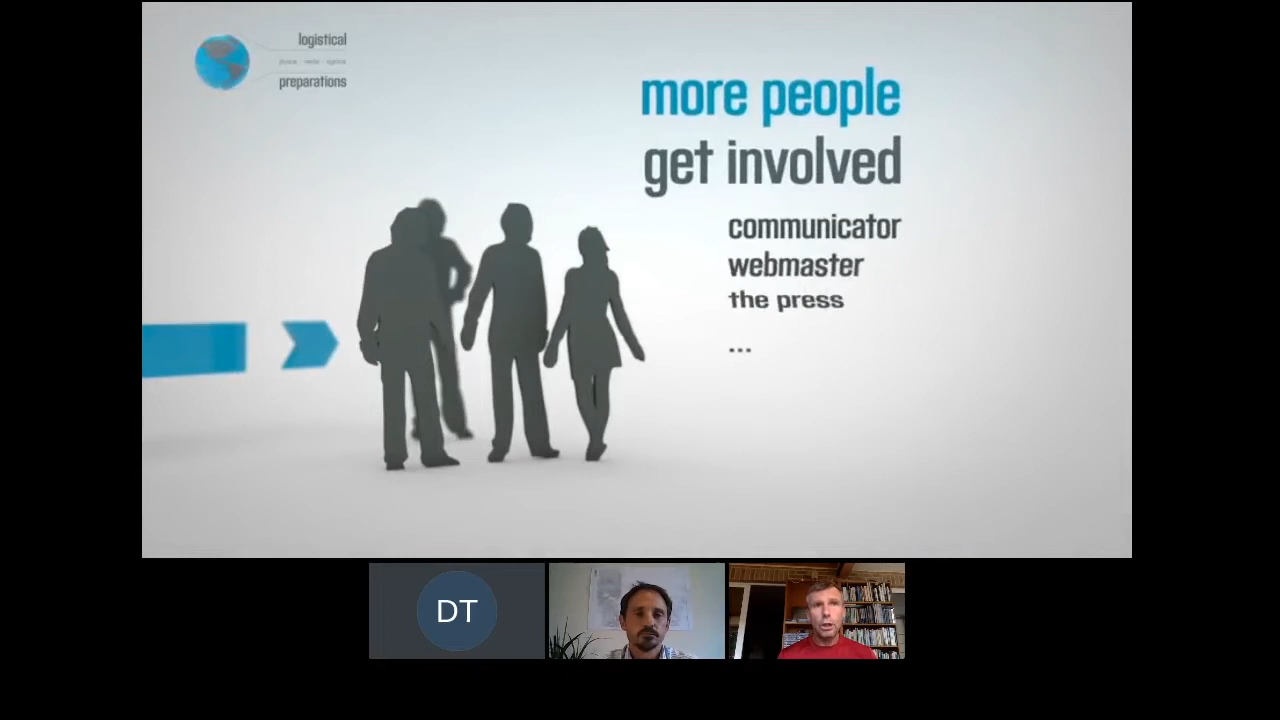 logistical
preparations
more people
get involved
communicator
webmaster
the press
...
DT